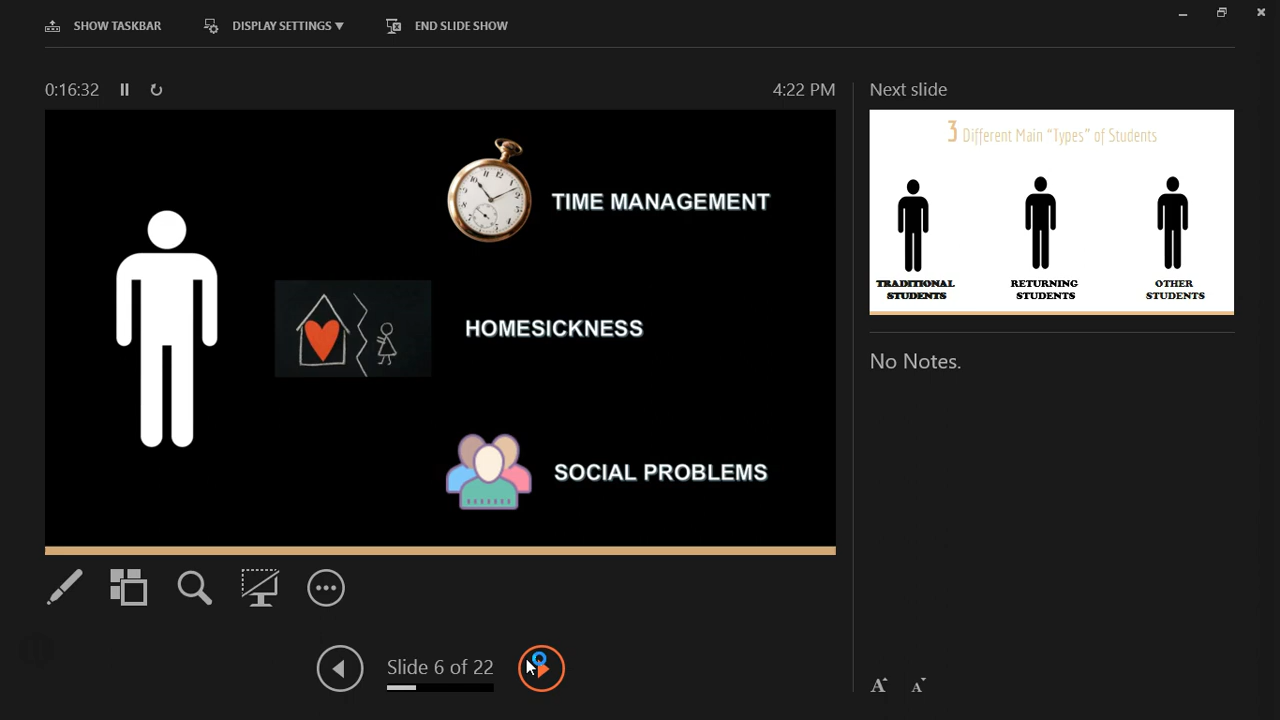 SHOW TASKBAR
DISPLAY SETTINGS ▼
END SLIDE SHOW
0:16:32
4:22 PM
TIME MANAGEMENT
HOMESICKNESS
SOCIAL PROBLEMS
Slide 6 of 22
Next slide
3 Different Main “Types” of Students
TRADITIONAL
STUDENTS
RETURNING
STUDENTS
OTHER
STUDENTS
No Notes.
A A